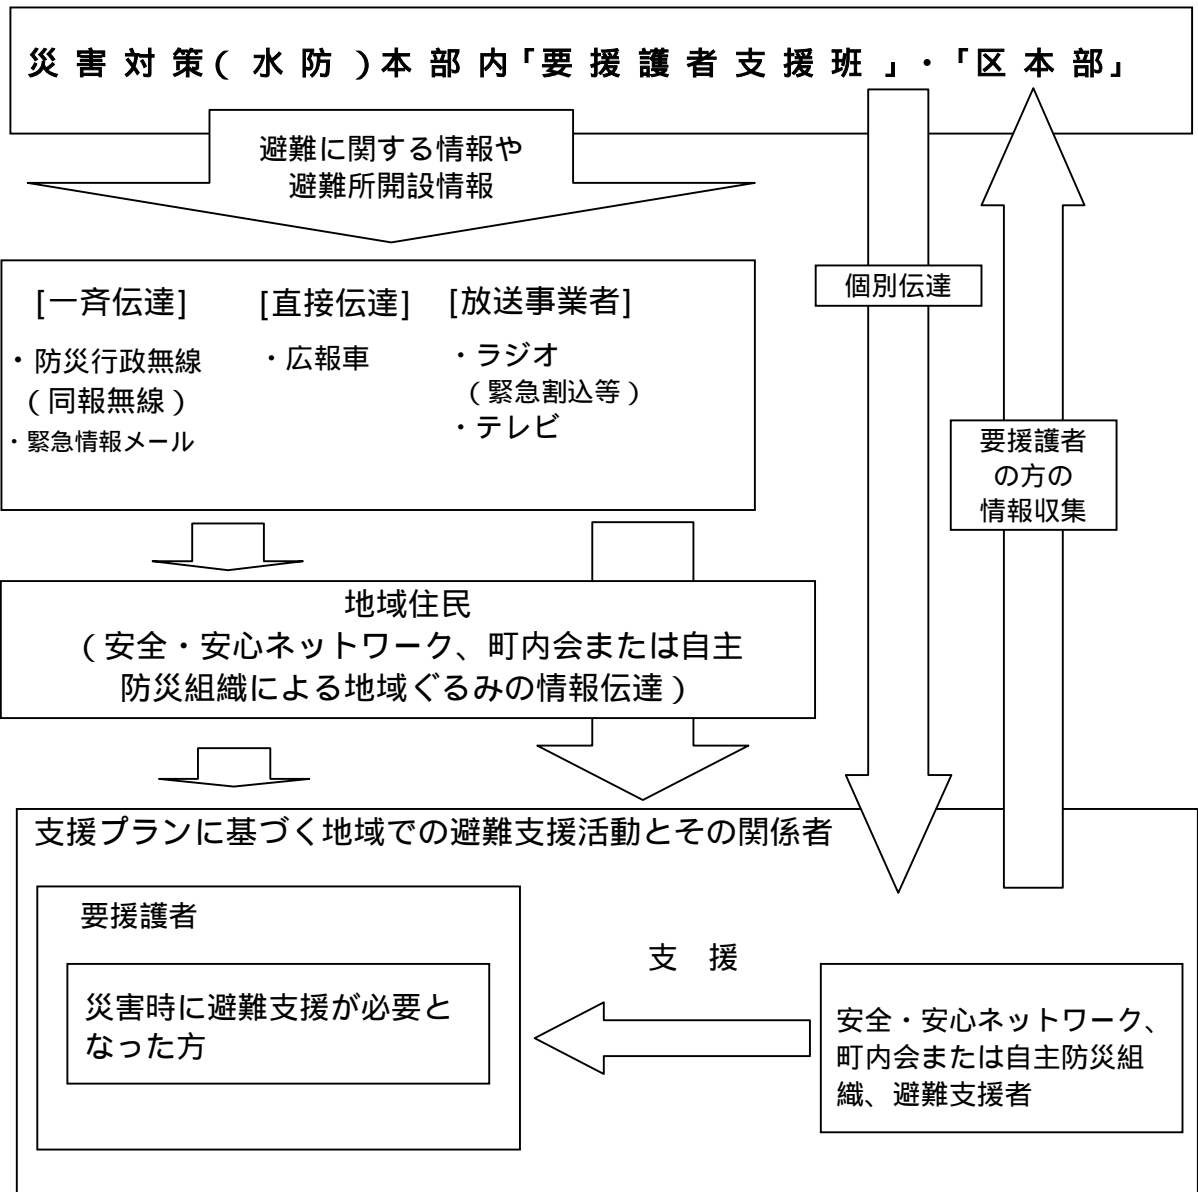 災害対策(水防)本部内「要援護者支援班」・「区本部」
避難に関する情報や
避難所開設情報
[一斉伝達]
・防災行政無線
(同報無線)
・緊急情報メール
[直接伝達]
・広報車
[放送事業者]
・ラジオ
(緊急割込等)
・テレビ
個別伝達
要援護者
の方の
情報収集
地域住民
(安全・安心ネットワーク、町内会または自主
防災組織による地域ぐるみの情報伝達)
支援プランに基づく地域での避難支援活動とその関係者
要援護者
災害時に避難支援が必要と
なった方
支 援
安全・安心ネットワーク、
町内会または自主防災組
織、避難支援者